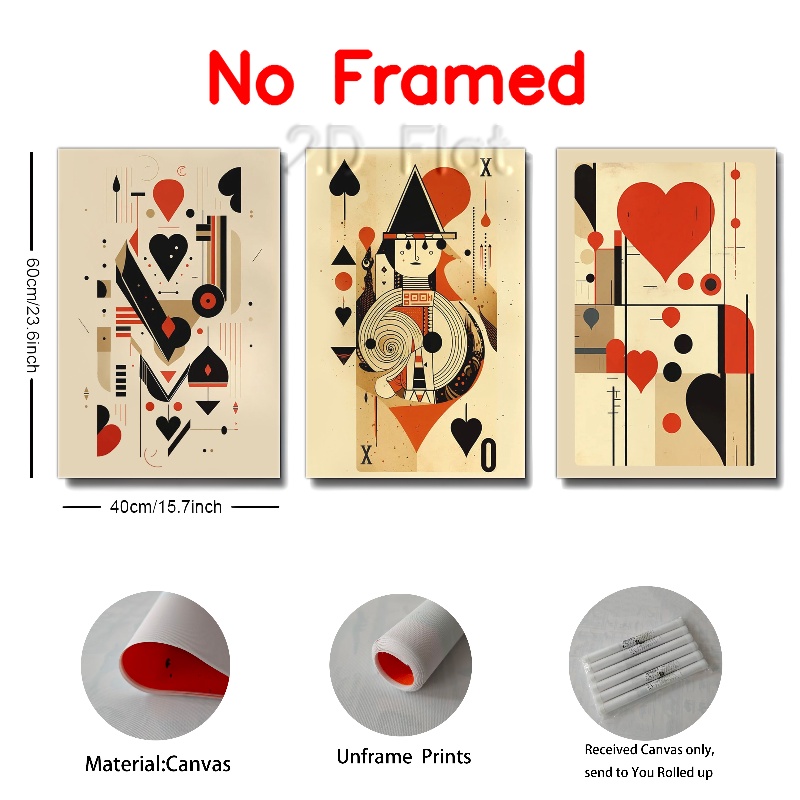 No Framed
2D Flat
60cm/23.6inch
X
X
O
40cm/15.7inch
Material:Canvas
Unframe Prints
Received Canvas only,
send to You Rolled up